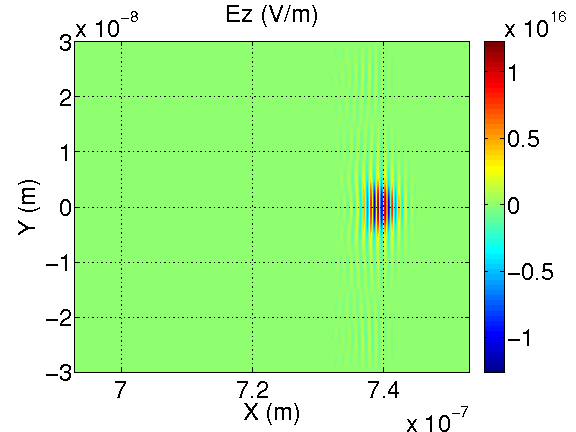 Ez (V/m)
x 10⁻⁸
x 10¹⁶
3
2
1
0
−1
−2
−3
Y (m)
7
7.2
7.4
X (m)
x 10⁻⁷
1
0.5
0
−0.5
−1